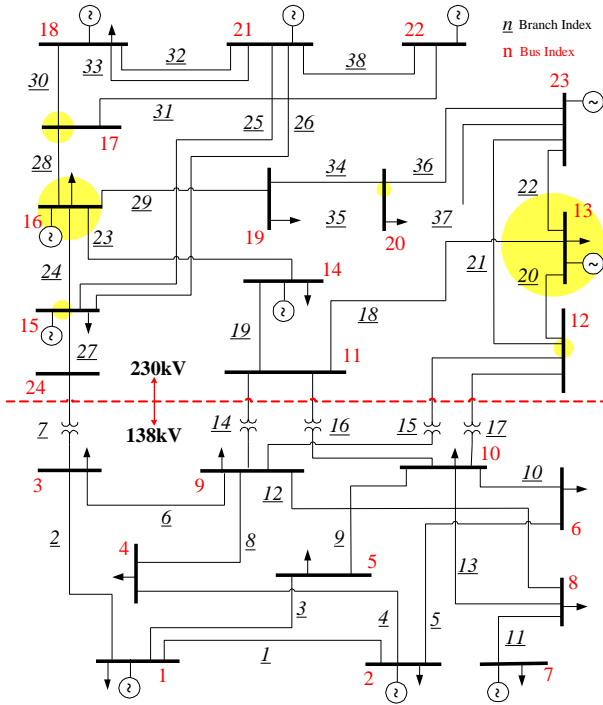 18 21 22 n Branch Index
n Bus Index
33 32 38
30 23
31
17 25 26
28 34 36 22 13
29 35 37
16 23 19 20 21 20
24 14 18 12
15 19
27 11
24 230kV
138kV
7 14 16 15 17
3 9 12 10 10
6 6
2 4 8 9 13
5 8
3 4 5 11
1 1 2 7